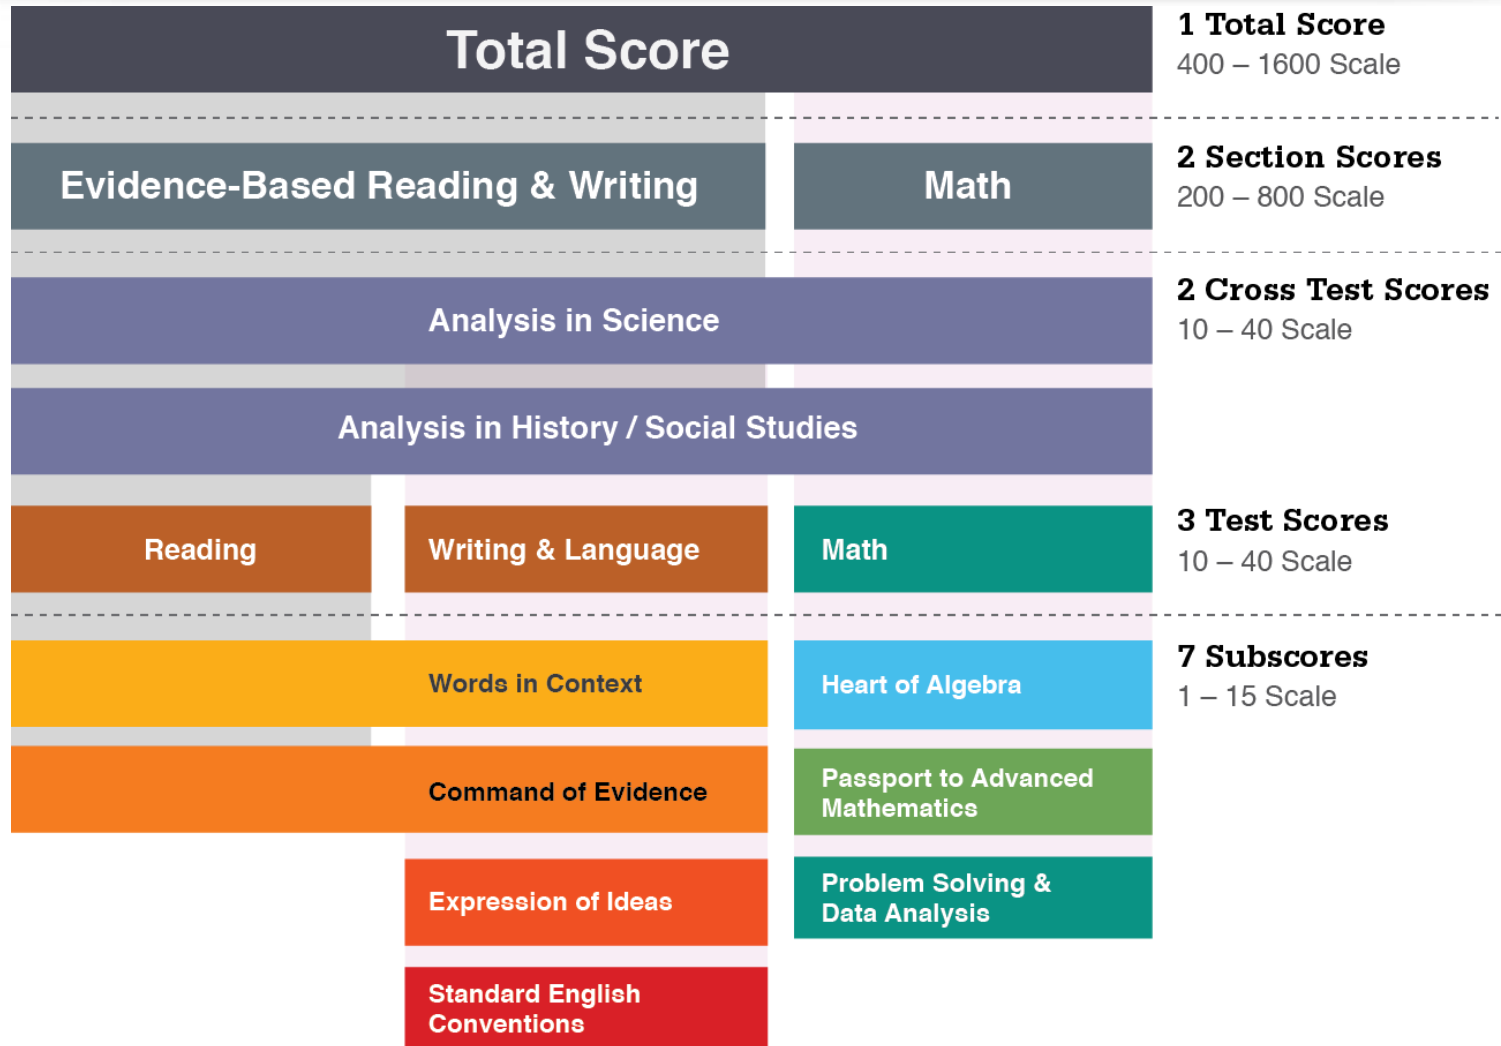 Total Score
1 Total Score
400 – 1600 Scale
Evidence-Based Reading & Writing
Math
2 Section Scores
200 – 800 Scale
Analysis in Science
2 Cross Test Scores
10 – 40 Scale
Analysis in History / Social Studies
Reading
Writing & Language
Math
3 Test Scores
10 – 40 Scale
Words in Context
Heart of Algebra
7 Subscores
1 – 15 Scale
Command of Evidence
Passport to Advanced
Mathematics
Expression of Ideas
Problem Solving &
Data Analysis
Standard English
Conventions